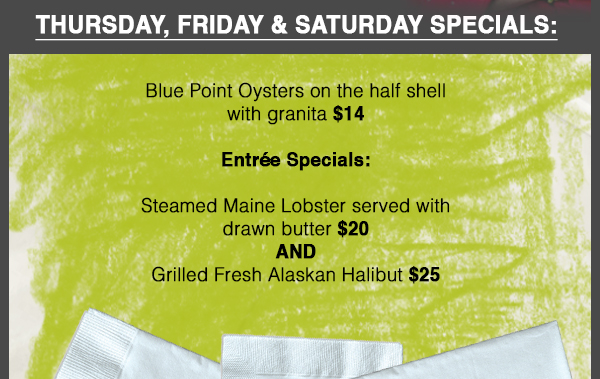 THURSDAY, FRIDAY & SATURDAY SPECIALS:
Blue Point Oysters on the half shell
with granita $14
Entrée Specials:
Steamed Maine Lobster served with
drawn butter $20
AND
Grilled Fresh Alaskan Halibut $25